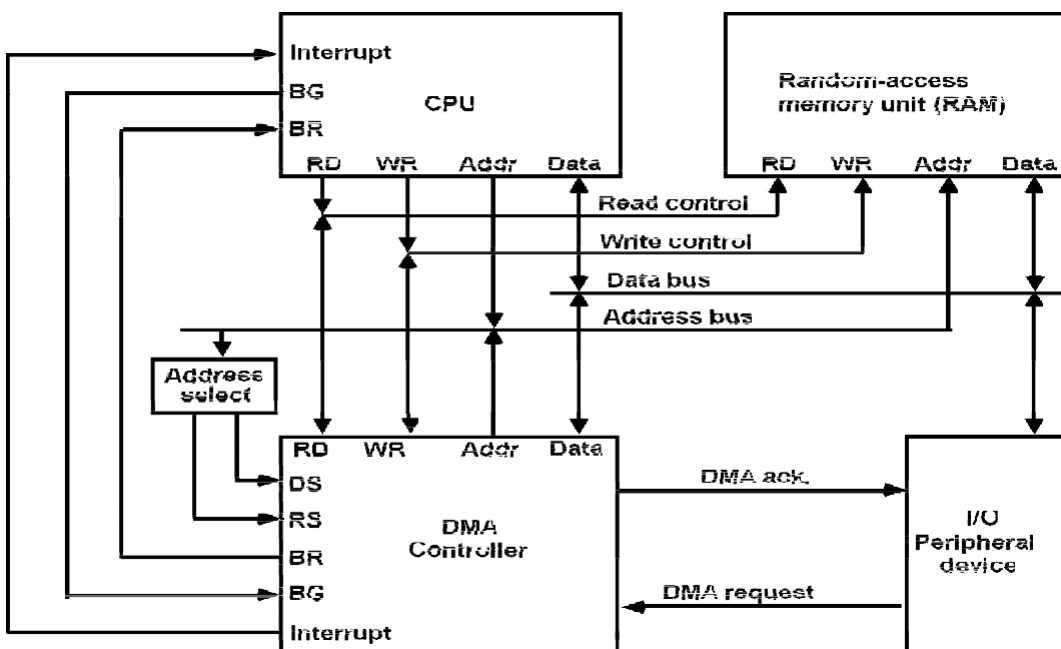 Interrupt
BG
CPU
BR
RD WR Addr Data
Random-access
memory unit (RAM)
RD WR Addr Data
Read control
Write control
Data bus
Address bus
Address
select
RD WR Addr Data
DS
RS
DMA
Controller
BR
BG
Interrupt
DMA ack.
DMA request
I/O
Peripheral
device